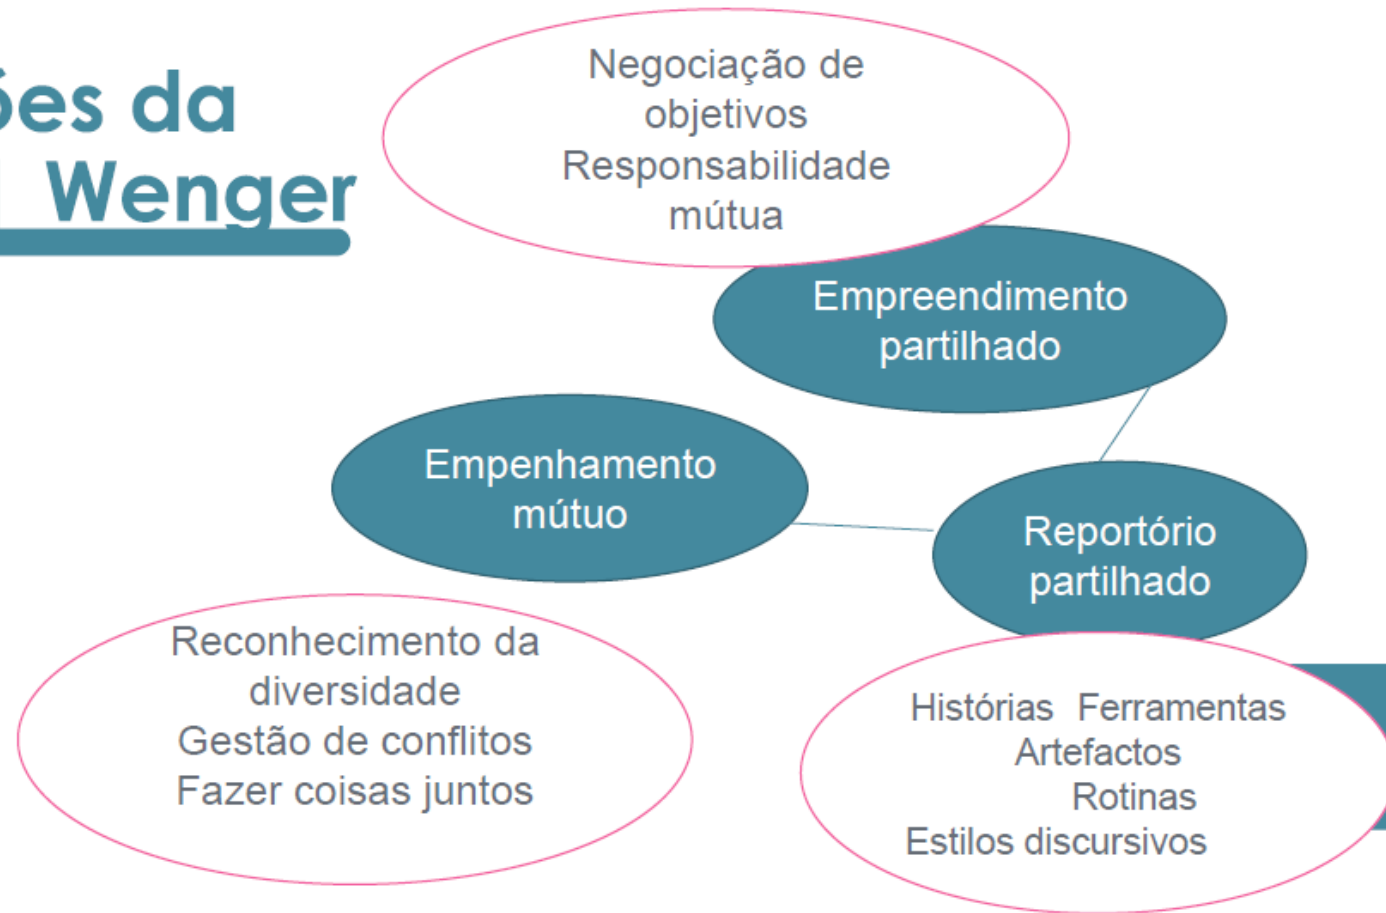 ões da
Wenger
Negociação de
objetivos
Responsabilidade
mútua
Empreendimento
partilhado
Empenhamento
mútuo
Reportório
partilhado
Reconhecimento da
diversidade
Gestão de conflitos
Fazer coisas juntos
Histórias Ferramentas
Artefactos
Rotinas
Estilos discursivos